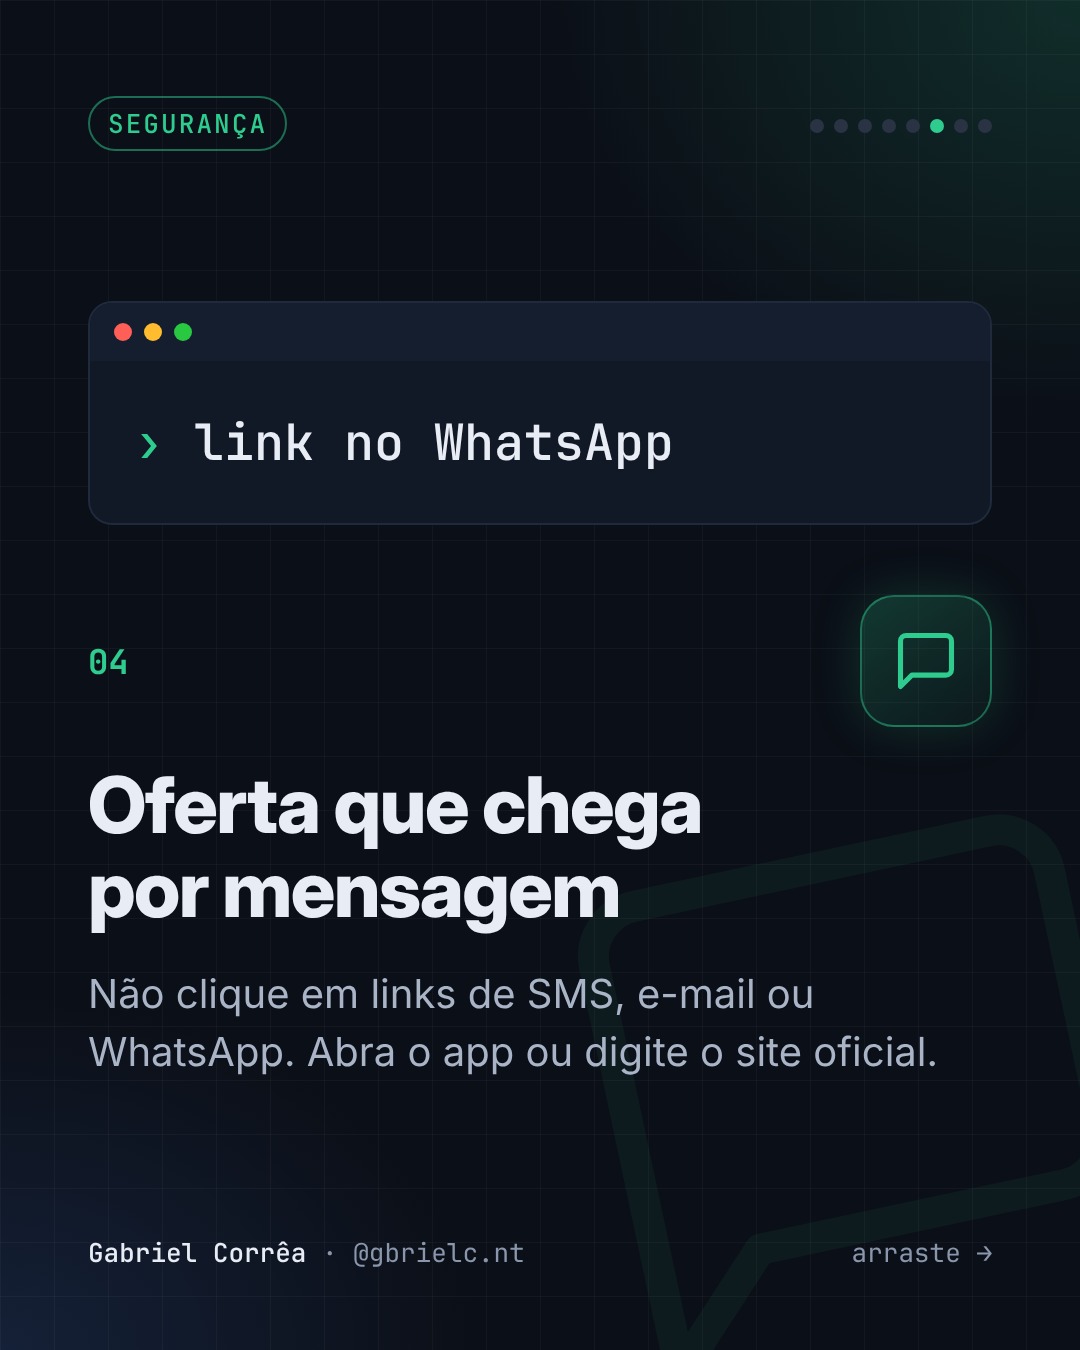 SEGURANÇA
› link no WhatsApp
04
Oferta que chega
por mensagem
Não clique em links de SMS, e-mail ou
WhatsApp. Abra o app ou digite o site oficial.
Gabriel Corrêa · @gbrielc.nt
arraste →